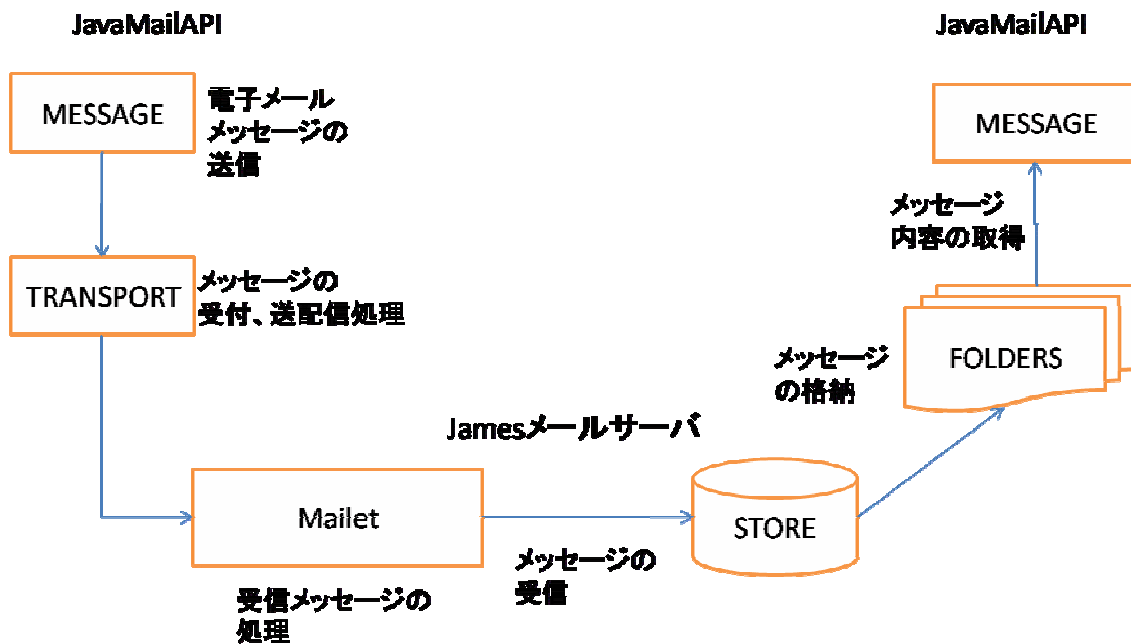 JavaMailAPI
MESSAGE
電子メール
メッセージの
送信
TRANSPORT
メッセージの
受付、送配信処理
Jamesメールサーバ
Mailet
受信メッセージの
処理
メッセージの
受信
STORE
メッセージ
の格納
FOLDERS
メッセージ
内容の取得
JavaMailAPI
MESSAGE